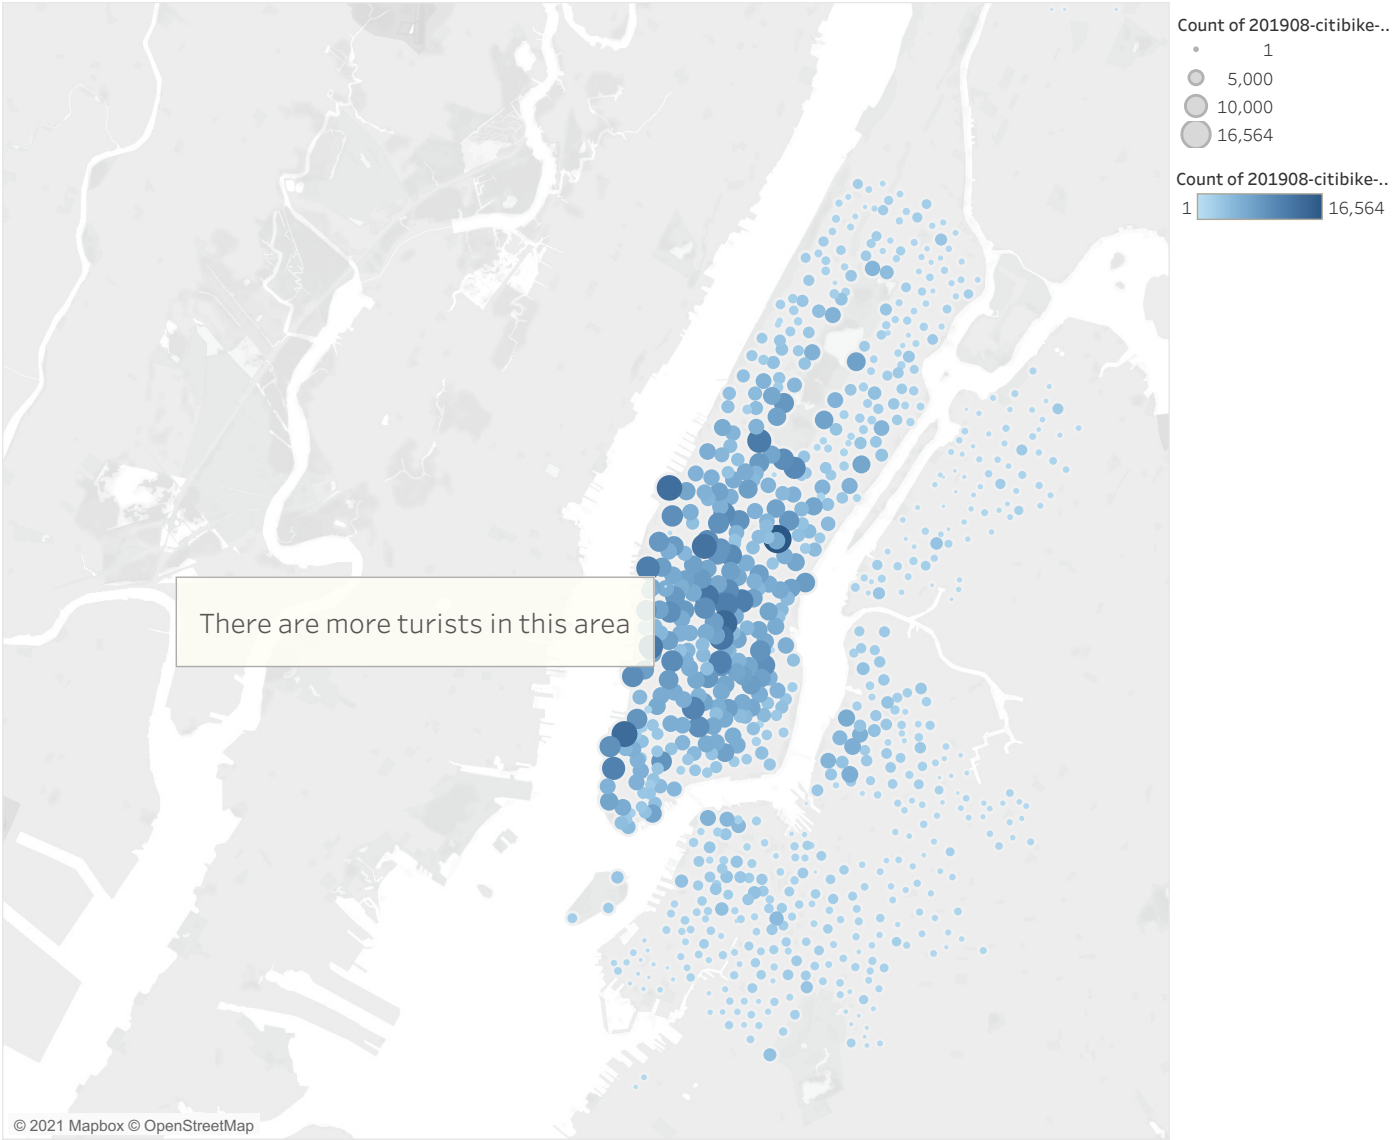 Count of 201908-citibike-..
1
5,000
10,000
16,564
Count of 201908-citibike-..
1 16,564
There are more turists in this area
© 2021 Mapbox © OpenStreetMap